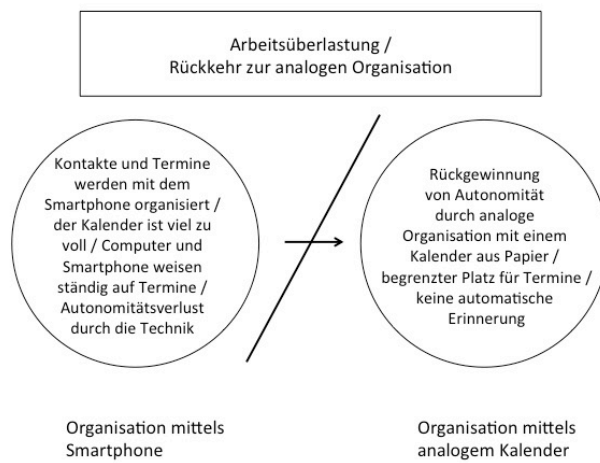 Arbeitsüberlastung /
Rückkehr zur analogen Organisation
Kontakte und Termine
werden mit dem
Smartphone organisiert /
der Kalender ist viel zu
voll / Computer und
Smartphone weisen
ständig auf Termine /
Autonomitätsverlust
durch die Technik
Rückgewinnung
von Autonomität
durch analoge
Organisation mit einem
Kalender aus Papier /
begrenzter Platz für Termine /
keine automatische
Erinnerung
Organisation mittels
Smartphone
Organisation mittels
analogem Kalender